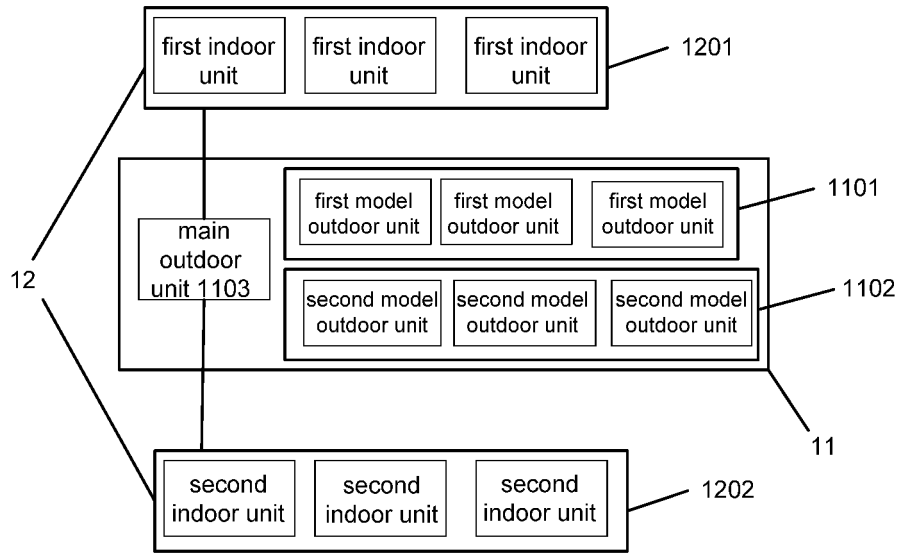 first indoor
unit
first indoor
unit
first indoor
unit
1201
first model
outdoor unit
first model
outdoor unit
first model
outdoor unit
1101
main
outdoor
unit 1103
12
second model
outdoor unit
second model
outdoor unit
second model
outdoor unit
1102
11
second
indoor unit
second
indoor unit
second
indoor unit
1202